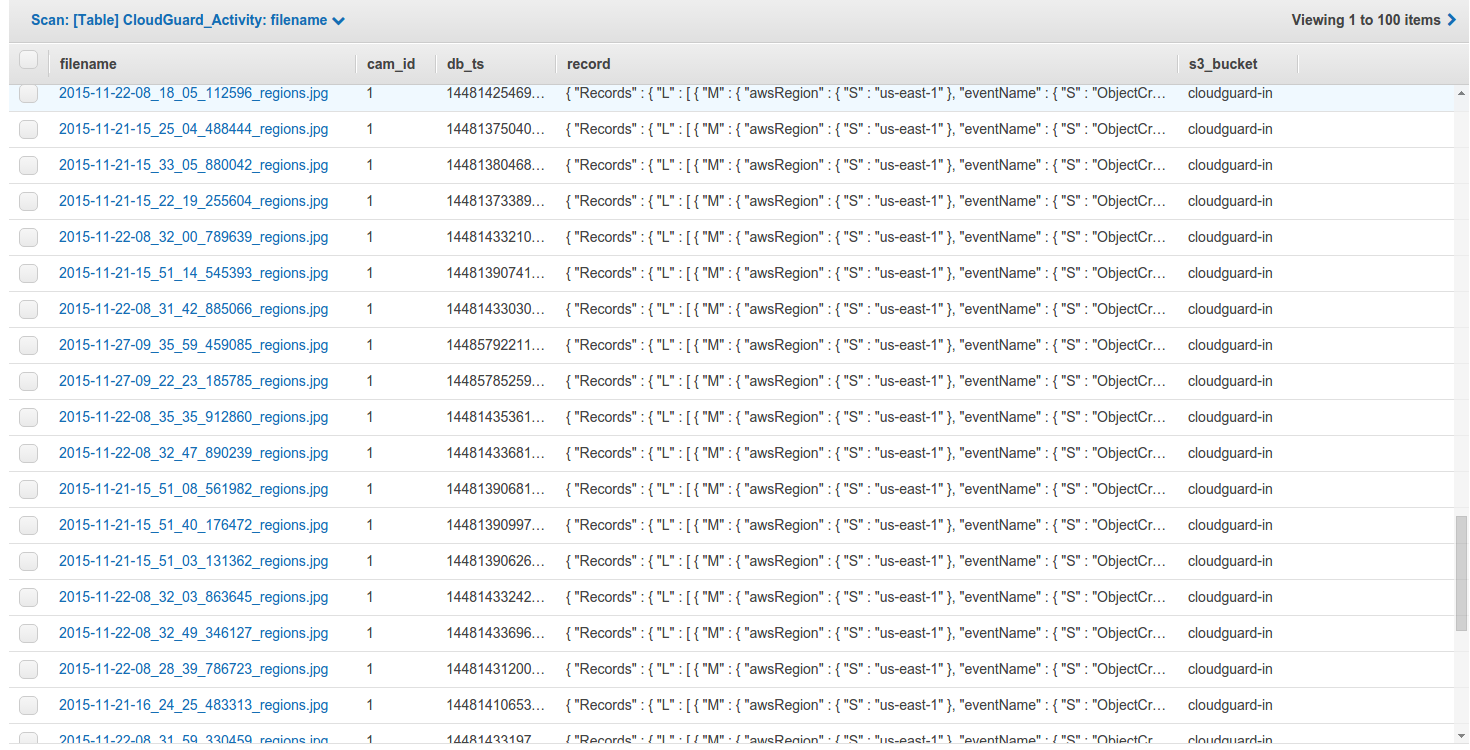 Scan: [Table] CloudGuard_Activity: filename Viewing 1 to 100 items
filename cam_id db_ts record s3_bucket
2015-11-22-08_18_05_112596_regions.jpg 1 14481425469... { "Records" : { "L" : [ { "M" : { "awsRegion" : { "S" : "us-east-1" }, "eventName" : { "S" : "ObjectCr... cloudguard-in
2015-11-21-15_25_04_488444_regions.jpg 1 14481375040... { "Records" : { "L" : [ { "M" : { "awsRegion" : { "S" : "us-east-1" }, "eventName" : { "S" : "ObjectCr... cloudguard-in
2015-11-21-15_33_05_880042_regions.jpg 1 14481380468... { "Records" : { "L" : [ { "M" : { "awsRegion" : { "S" : "us-east-1" }, "eventName" : { "S" : "ObjectCr... cloudguard-in
2015-11-21-15_22_19_255604_regions.jpg 1 14481373389... { "Records" : { "L" : [ { "M" : { "awsRegion" : { "S" : "us-east-1" }, "eventName" : { "S" : "ObjectCr... cloudguard-in
2015-11-22-08_32_00_789639_regions.jpg 1 14481433210... { "Records" : { "L" : [ { "M" : { "awsRegion" : { "S" : "us-east-1" }, "eventName" : { "S" : "ObjectCr... cloudguard-in
2015-11-21-15_51_14_545393_regions.jpg 1 14481390741... { "Records" : { "L" : [ { "M" : { "awsRegion" : { "S" : "us-east-1" }, "eventName" : { "S" : "ObjectCr... cloudguard-in
2015-11-22-08_31_42_885066_regions.jpg 1 14481433030... { "Records" : { "L" : [ { "M" : { "awsRegion" : { "S" : "us-east-1" }, "eventName" : { "S" : "ObjectCr... cloudguard-in
2015-11-27-09_35_59_459085_regions.jpg 1 14485792211... { "Records" : { "L" : [ { "M" : { "awsRegion" : { "S" : "us-east-1" }, "eventName" : { "S" : "ObjectCr... cloudguard-in
2015-11-27-09_22_23_185785_regions.jpg 1 14485785259... { "Records" : { "L" : [ { "M" : { "awsRegion" : { "S" : "us-east-1" }, "eventName" : { "S" : "ObjectCr... cloudguard-in
2015-11-22-08_35_35_912860_regions.jpg 1 14481435361... { "Records" : { "L" : [ { "M" : { "awsRegion" : { "S" : "us-east-1" }, "eventName" : { "S" : "ObjectCr... cloudguard-in
2015-11-22-08_32_47_890239_regions.jpg 1 14481433681... { "Records" : { "L" : [ { "M" : { "awsRegion" : { "S" : "us-east-1" }, "eventName" : { "S" : "ObjectCr... cloudguard-in
2015-11-21-15_51_08_561982_regions.jpg 1 14481390681... { "Records" : { "L" : [ { "M" : { "awsRegion" : { "S" : "us-east-1" }, "eventName" : { "S" : "ObjectCr... cloudguard-in
2015-11-21-15_51_40_176472_regions.jpg 1 14481390997... { "Records" : { "L" : [ { "M" : { "awsRegion" : { "S" : "us-east-1" }, "eventName" : { "S" : "ObjectCr... cloudguard-in
2015-11-21-15_51_03_131362_regions.jpg 1 14481390626... { "Records" : { "L" : [ { "M" : { "awsRegion" : { "S" : "us-east-1" }, "eventName" : { "S" : "ObjectCr... cloudguard-in
2015-11-22-08_32_03_863645_regions.jpg 1 14481433242... { "Records" : { "L" : [ { "M" : { "awsRegion" : { "S" : "us-east-1" }, "eventName" : { "S" : "ObjectCr... cloudguard-in
2015-11-22-08_32_49_346127_regions.jpg 1 14481433696... { "Records" : { "L" : [ { "M" : { "awsRegion" : { "S" : "us-east-1" }, "eventName" : { "S" : "ObjectCr... cloudguard-in
2015-11-22-08_28_39_786723_regions.jpg 1 14481431200... { "Records" : { "L" : [ { "M" : { "awsRegion" : { "S" : "us-east-1" }, "eventName" : { "S" : "ObjectCr... cloudguard-in
2015-11-21-16_24_25_483313_regions.jpg 1 14481410653... { "Records" : { "L" : [ { "M" : { "awsRegion" : { "S" : "us-east-1" }, "eventName" : { "S" : "ObjectCr... cloudguard-in
2015-11-22-08_31_59_330459_regions.jpg 1 14481433197... { "Records" : { "L" : [ { "M" : { "awsRegion" : { "S" : "us-east-1" }, "eventName" : { "S" : "ObjectCr... cloudguard-in